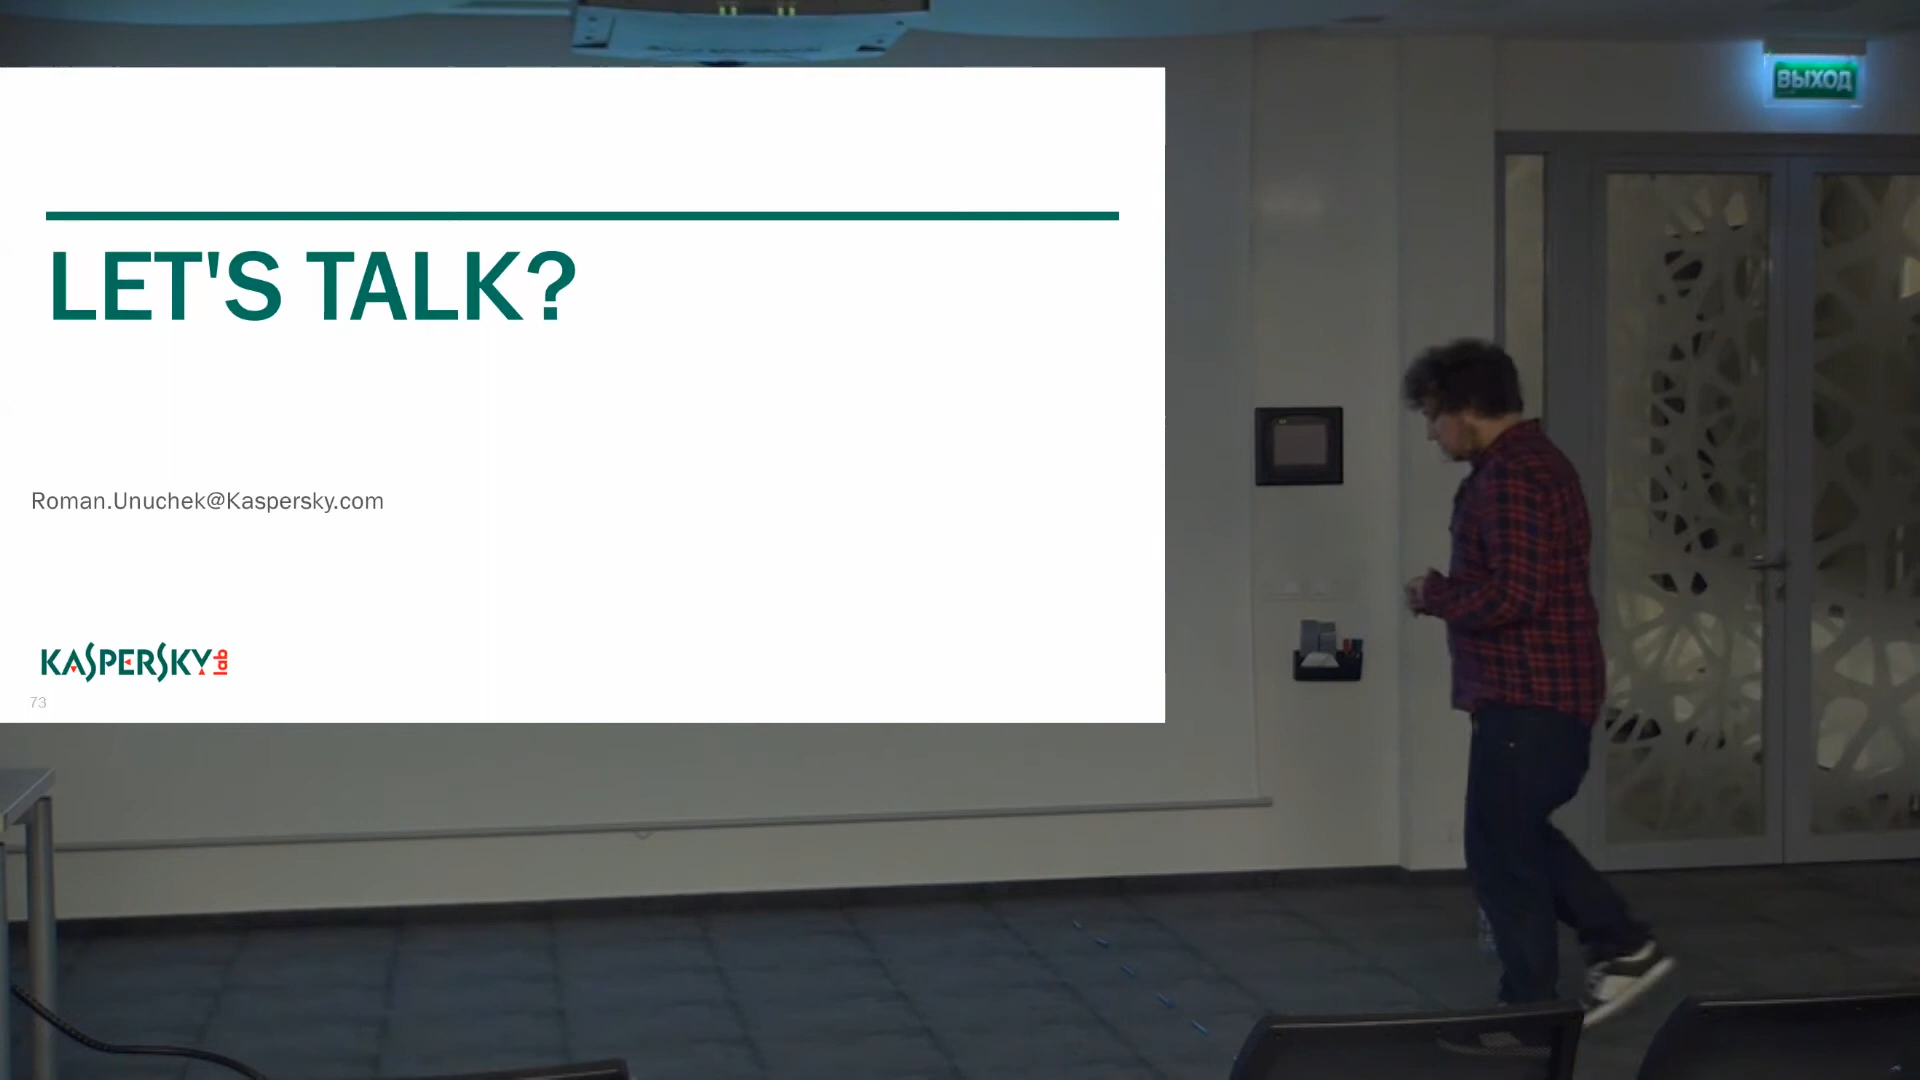 ВЫХОД
LET'S TALK?
Roman.Unuchek@Kaspersky.com
KASPERSKY lab
73